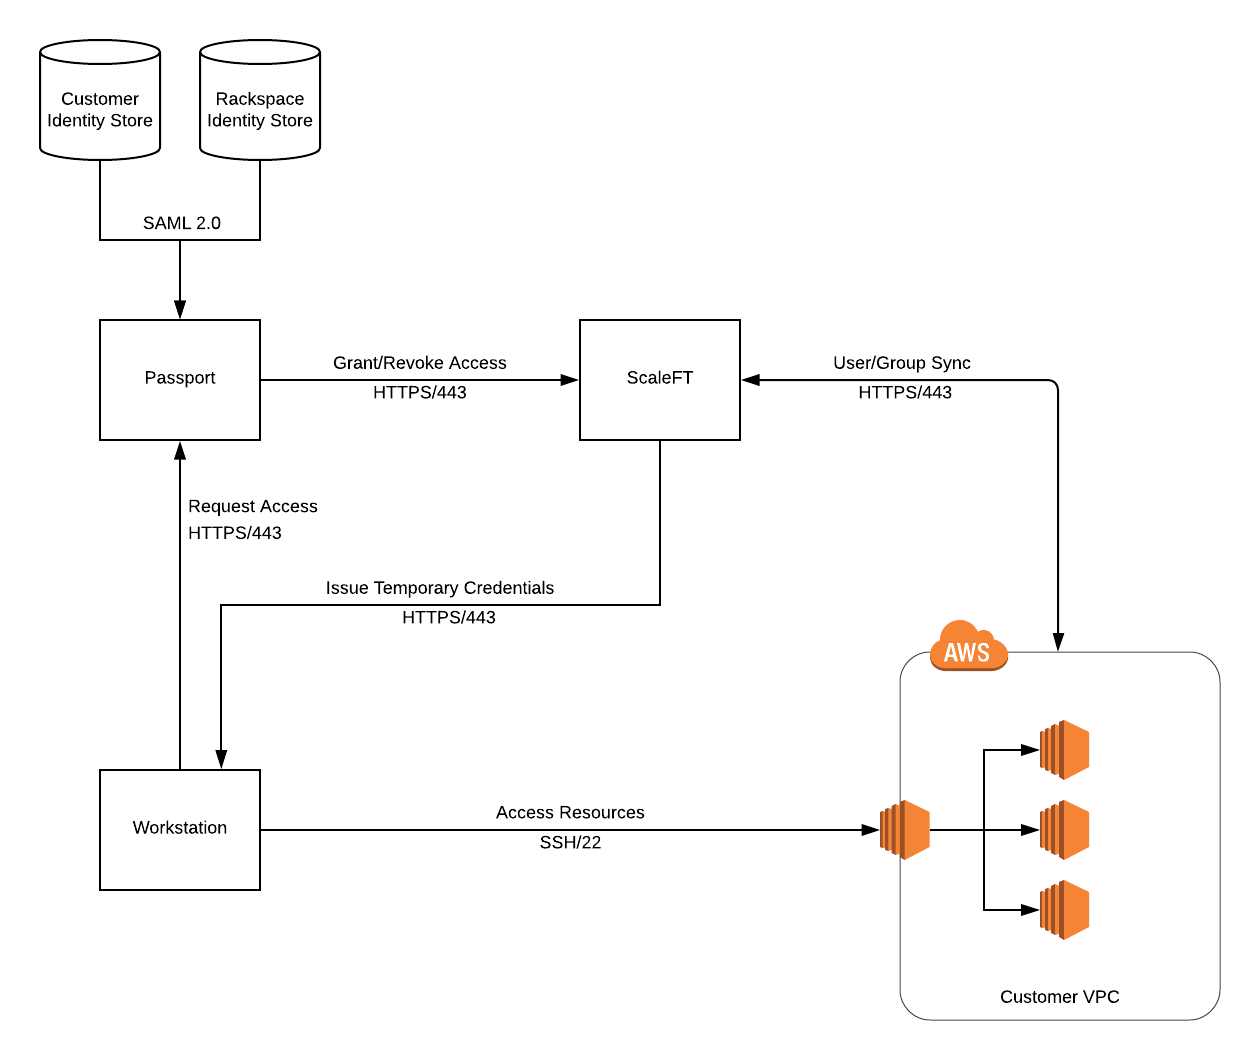 Customer
Identity Store
Rackspace
Identity Store
SAML 2.0
Passport
Grant/Revoke Access
HTTPS/443
ScaleFT
User/Group Sync
HTTPS/443
Request Access
HTTPS/443
Issue Temporary Credentials
HTTPS/443
AWS
Workstation
Access Resources
SSH/22
Customer VPC